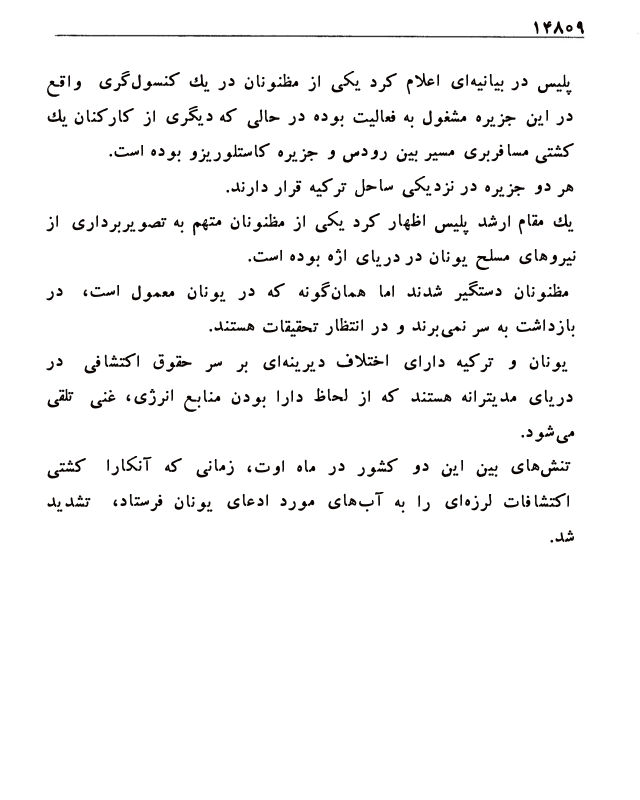 ۱۴۸۰۹
پلیس در بیانیه‌ای اعلام کرد یکی از مظنونان در یك کنسول‌گری واقع
در این جزیره مشغول به فعالیت بوده در حالی که دیگری از کارکنان یك
کشتی مسافربری مسیر بین رودس و جزیره کاستلوریزو بوده است.
هر دو جزیره در نزدیکی ساحل ترکیه قرار دارند.
یك مقام ارشد پلیس اظهار کرد یکی از مظنونان متهم به تصویربرداری از
نیروهای مسلح یونان در دریای اژه بوده است.
مظنونان دستگیر شدند اما همان‌گونه که در یونان معمول است، در
بازداشت به سر نمی‌برند و در انتظار تحقیقات هستند.
یونان و ترکیه دارای اختلاف دیرینه‌ای بر سر حقوق اکتشافی در
دریای مدیترانه هستند که از لحاظ دارا بودن منابع انرژی، غنی تلقی
می‌شود.
تنش‌های بین این دو کشور در ماه اوت، زمانی که آنکارا کشتی
اکتشافات لرزه‌ای را به آب‌های مورد ادعای یونان فرستاد، تشدید
شد.